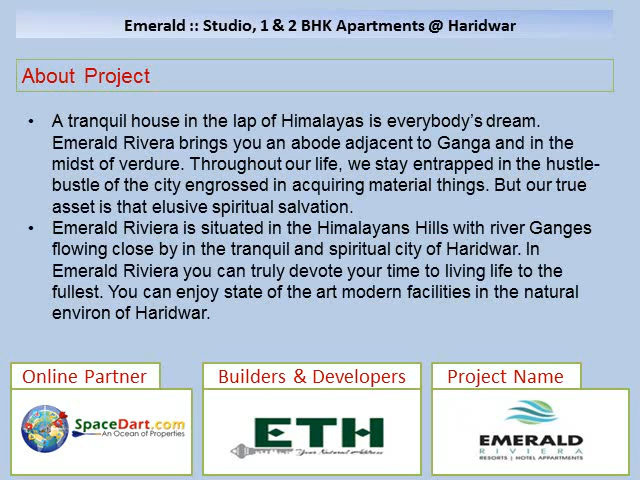 Emerald :: Studio, 1 & 2 BHK Apartments @ Haridwar
About Project
• A tranquil house in the lap of Himalayas is everybody's dream.
Emerald Rivera brings you an abode adjacent to Ganga and in the
midst of verdure. Throughout our life, we stay entrapped in the hustle-
bustle of the city engrossed in acquiring material things. But our true
asset is that elusive spiritual salvation.
• Emerald Riviera is situated in the Himalayans Hills with river Ganges
flowing close by in the tranquil and spiritual city of Haridwar. In
Emerald Riviera you can truly devote your time to living life to the
fullest. You can enjoy state of the art modern facilities in the natural
environ of Haridwar.
Online Partner
SpaceDart.com
An Ocean of Properties
Builders & Developers
ETH
Your Natural Address
Project Name
EMERALD
RIVIERA
RESORTS | HOTEL APPARTMENTS